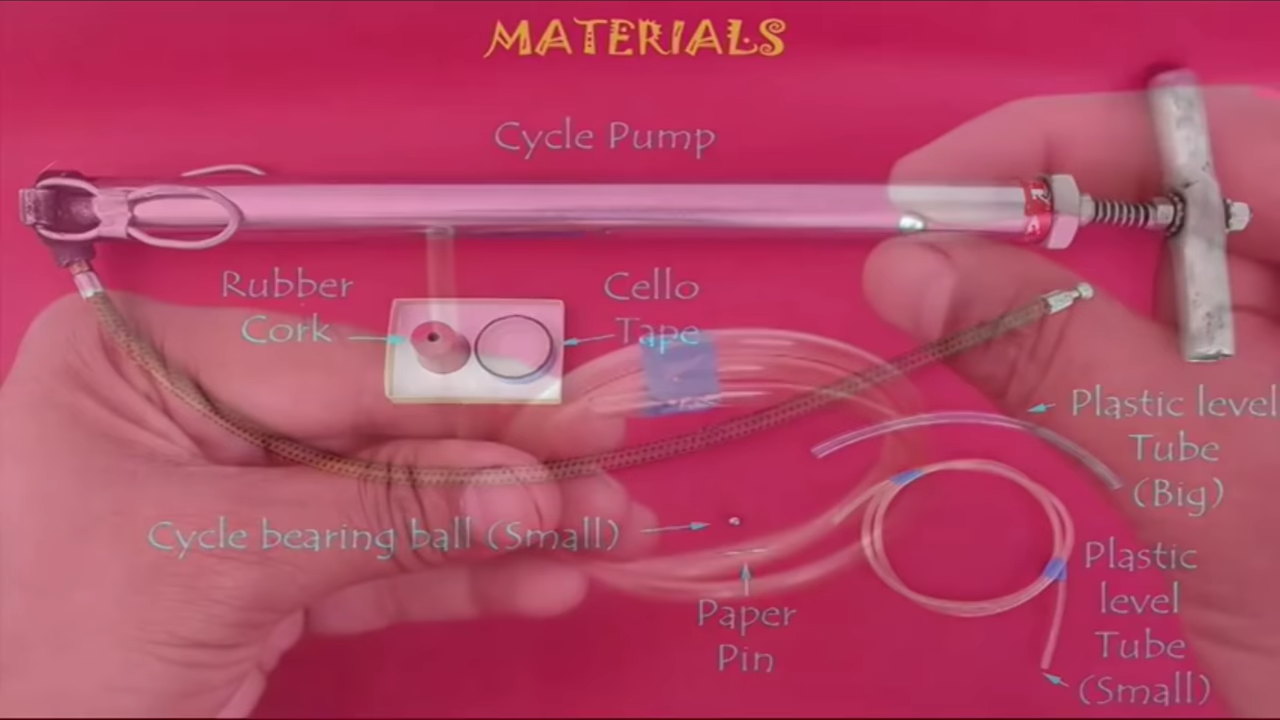 MATERIALS
Cycle Pump
Rubber
Cork
Cello
Tape
Plastic level
Tube
(Big)
Cycle bearing ball (Small)
Paper
Pin
Plastic
level
Tube
(Small)